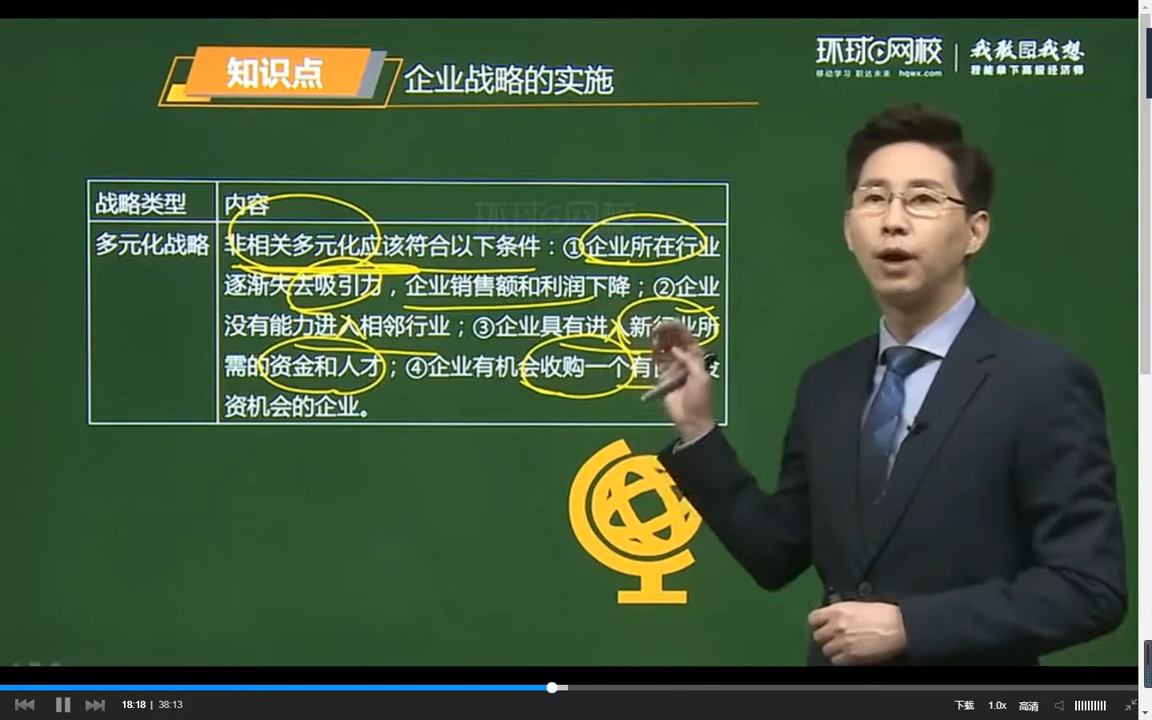 环球网校
移动学习 职达未来 hqwx.com
我敢 我想
我能拿下高级经济师
知识点
企业战略的实施
战略类型
内容
多元化战略
非相关多元化应该符合以下条件：①企业所在行业
逐渐失去吸引力，企业销售额和利润下降；②企业
没有能力进入相邻行业；③企业具有进入新行业所
需的资金和人才；④企业有机会收购一个有
资机会的企业。
18:18 | 38:13
下载
1.0x
高清